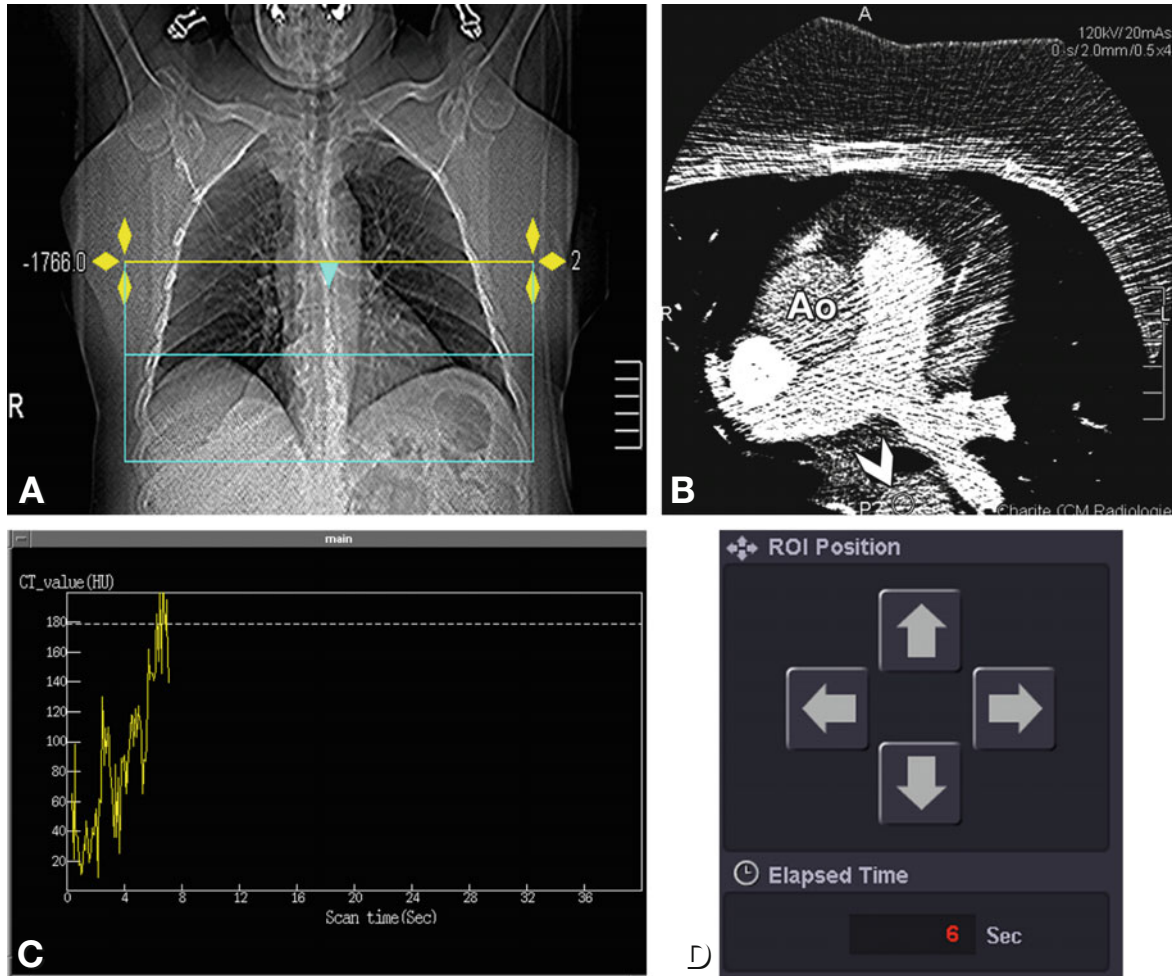 -1766.0
2
R
A
A
120kV/20mAs
0 s/2.0mm/0.5x4
R
Ao
L
P2
Charite CCM Radiologie
B
main
CT_value(HU)
180
160
140
120
100
80
60
40
20
0 4 8 12 16 20 24 28 32 36
Scan time(Sec)
C
ROI Position
Elapsed Time
6 Sec
D